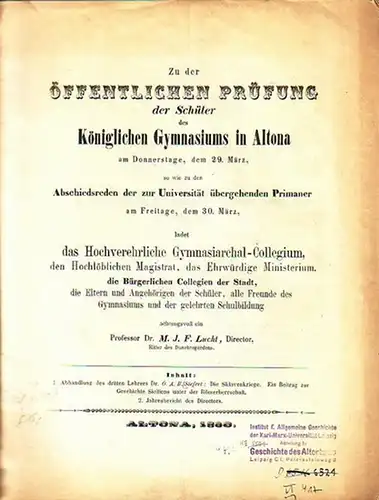 Zu der
ÖFFENTLICHEN PRÜFUNG
der Schüler
des
Königlichen Gymnasiums in Altona
am Donnerstage, dem 29. März,
so wie zu den
Abschiedsreden der zur Universität übergehenden Primaner
am Freitage, dem 30. März,
ladet
das Hochverehrliche Gymnasiarchal-Collegium,
den Hochlöblichen Magistrat, das Ehrwürdige Ministerium,
die Bürgerlichen Collegien der Stadt,
die Eltern und Angehörigen der Schüler, alle Freunde des
Gymnasiums und der gelehrten Schulbildung
achtungsvoll ein
Professor Dr. M. J. F. Lucht, Director,
Ritter des Danebrogordens.
Inhalt:
1. Abhandlung des dritten Lehrers Dr. O. A. B. Siefert: Die Sklavenkriege. Ein Beitrag zur
Geschichte Siciliens unter der Römerherrschaft.
2. Jahresbericht des Directors.
ALTONA, 1860.
Institut f. Allgemeine Geschichte
der Karl-Marx-Universität Leipzig
Abteilung
Geschichte des Altertums
Leipzig C1, Peterssteinweg 8